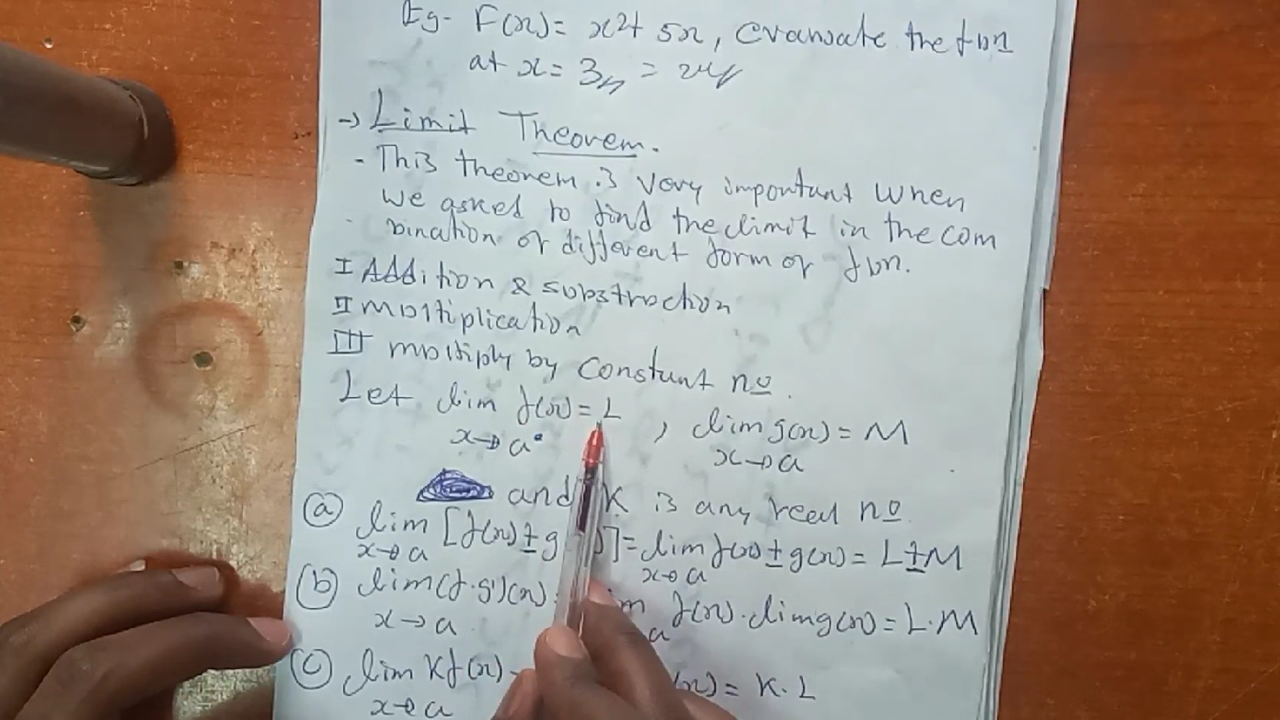 Eg- F(x)= x²+ 5x, evaluate the fun
at x= 3,, = 24
→ Limit Theorem.
- This theorem is very important when
we asked to find the limit in the com
bination of different form of fun.
I Addition & substraction
II multiplication
III multiply by constant no.
Let lim f(x)= L , lim g(x)= M
x→a x→a
and K is any real no.
(a) lim [f(x)±g )]= lim f(x)±g(x)= L±M
x→a x→a
(b) lim(f.g)(x) f(x).lim g(x)= L.M
x→a a
(c) lim Kf(x) (x)= K.L
x→a